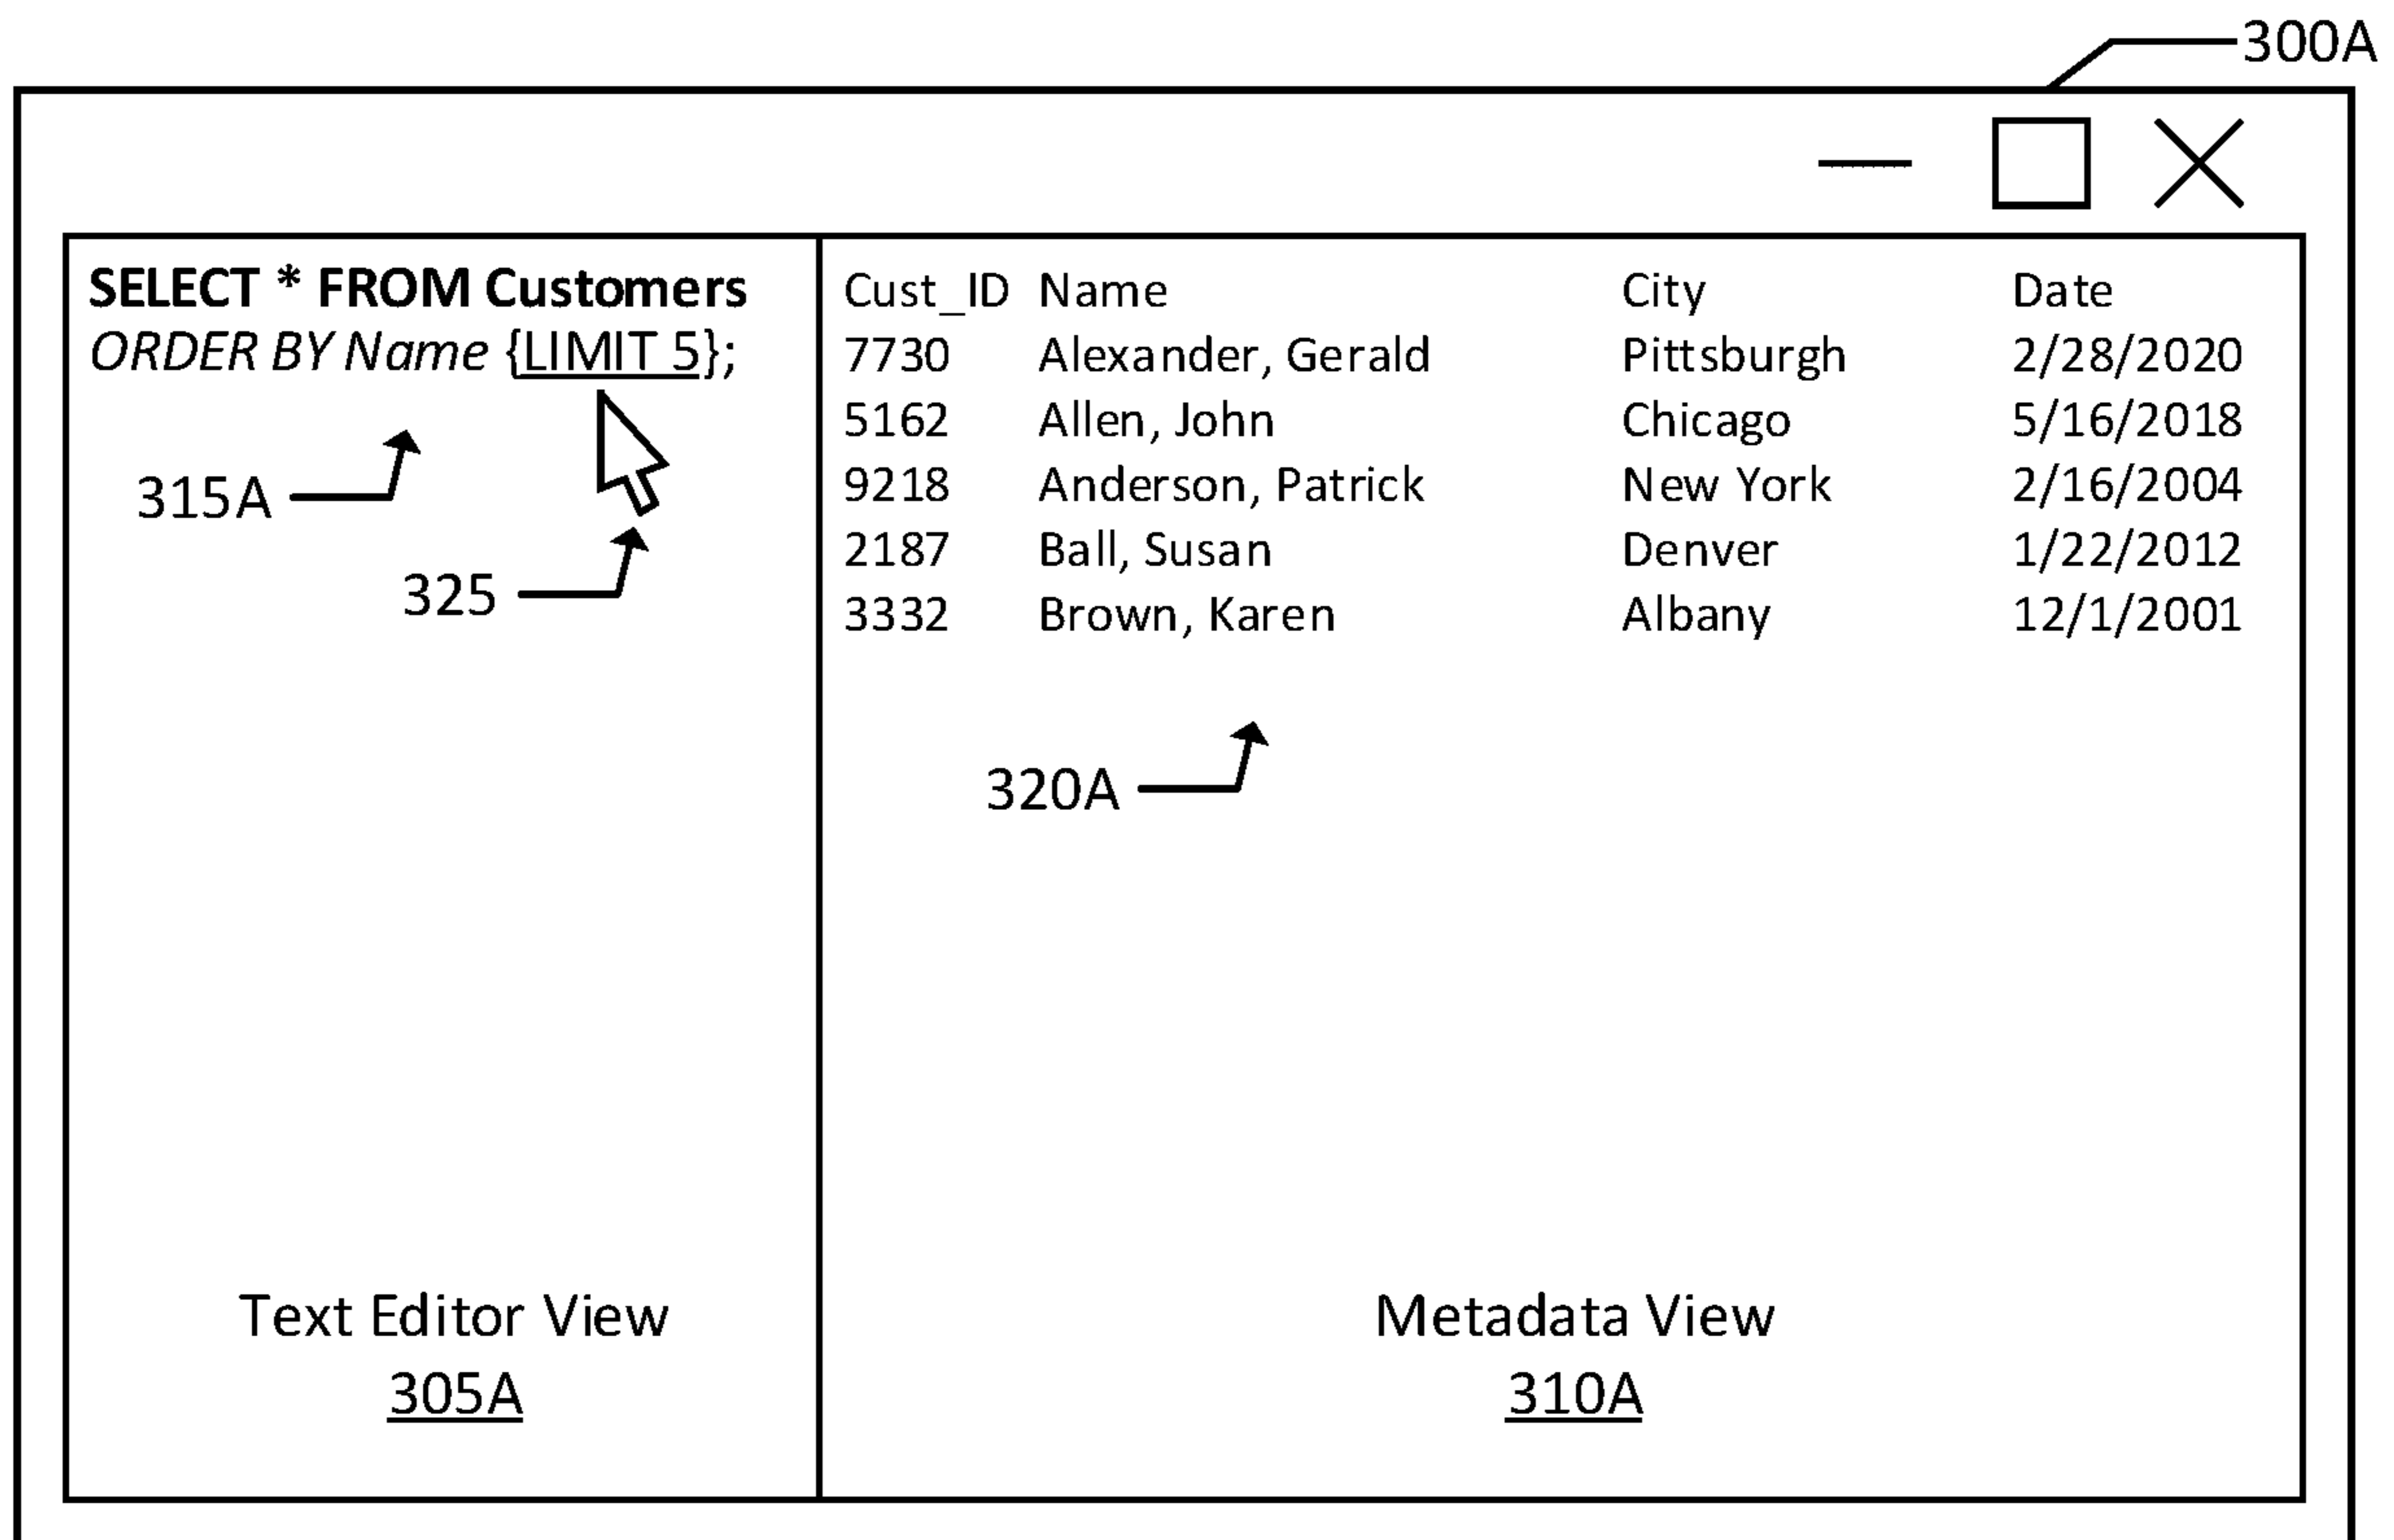 300A
SELECT * FROM Customers
ORDER BY Name {LIMIT 5};
315A
325
Text Editor View
305A
Cust_ID Name City Date
7730 Alexander, Gerald Pittsburgh 2/28/2020
5162 Allen, John Chicago 5/16/2018
9218 Anderson, Patrick New York 2/16/2004
2187 Ball, Susan Denver 1/22/2012
3332 Brown, Karen Albany 12/1/2001
320A
Metadata View
310A